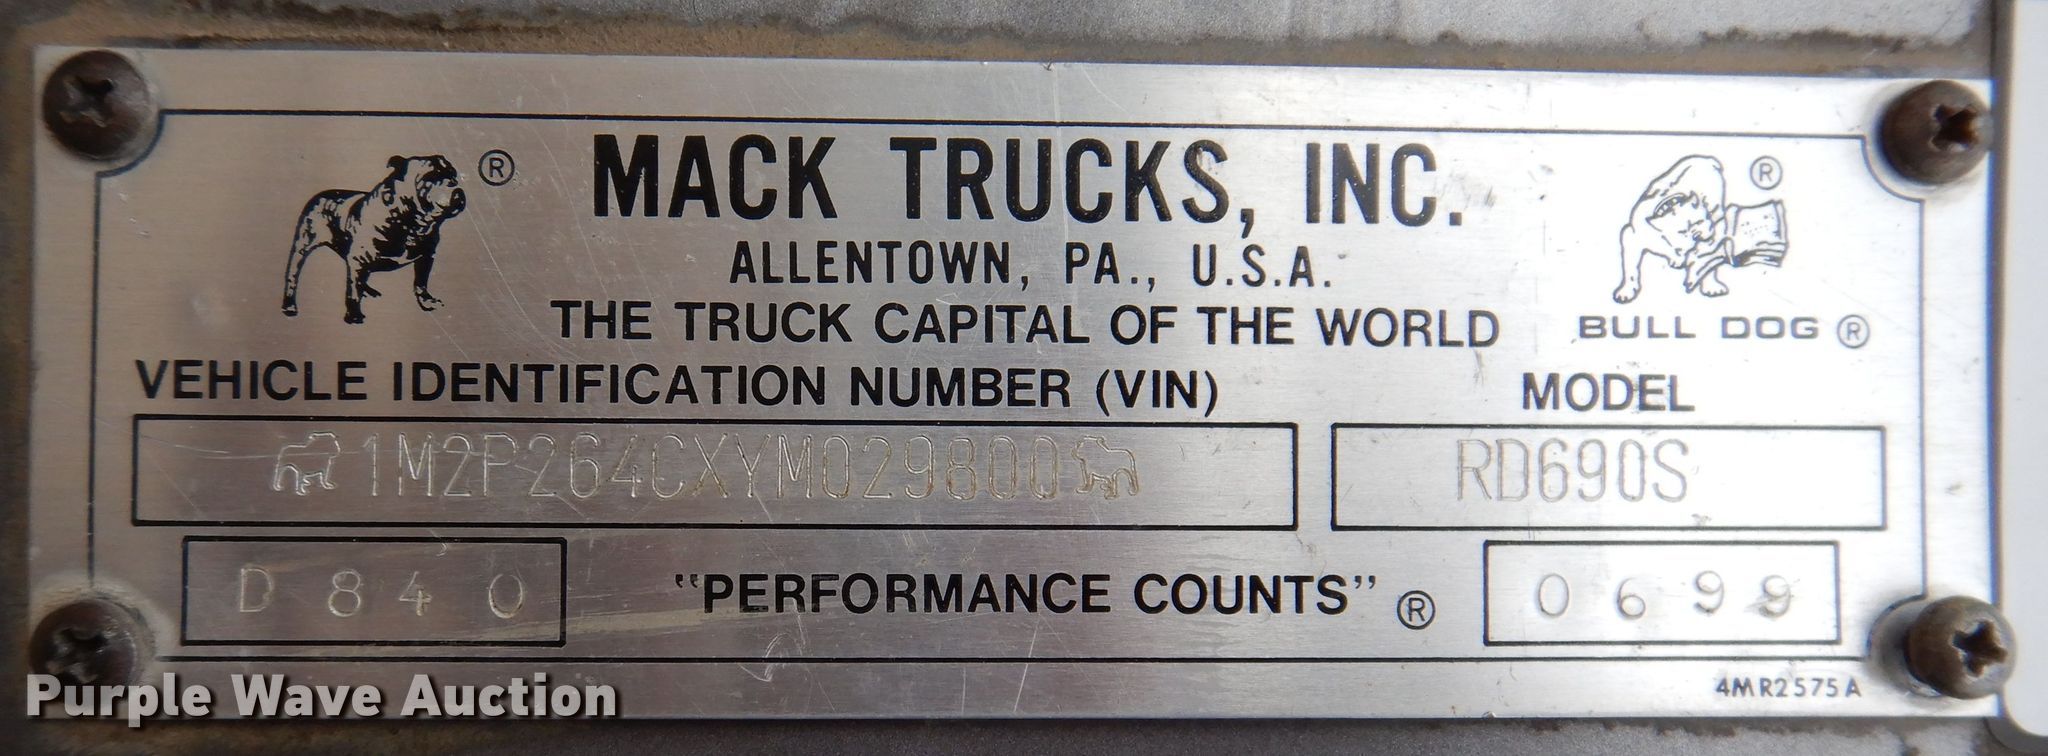 ® MACK TRUCKS, INC. ®
ALLENTOWN, PA., U.S.A.
THE TRUCK CAPITAL OF THE WORLD
BULL DOG ®
VEHICLE IDENTIFICATION NUMBER (VIN)
MODEL
1M2P264CXYM029800
RD690S
D 8 4 0
"PERFORMANCE COUNTS" ®
0 6 9 9
4MR2575A
Purple Wave Auction